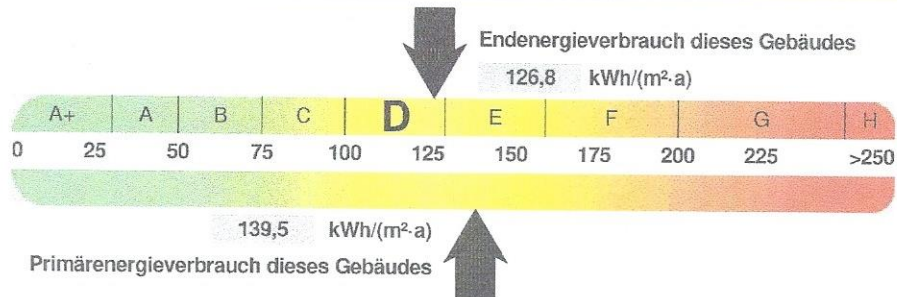 Endenergieverbrauch dieses Gebäudes
126,8 kWh/(m²·a)
A+ A B C D E F G H
0 25 50 75 100 125 150 175 200 225 >250
139,5 kWh/(m²·a)
Primärenergieverbrauch dieses Gebäudes